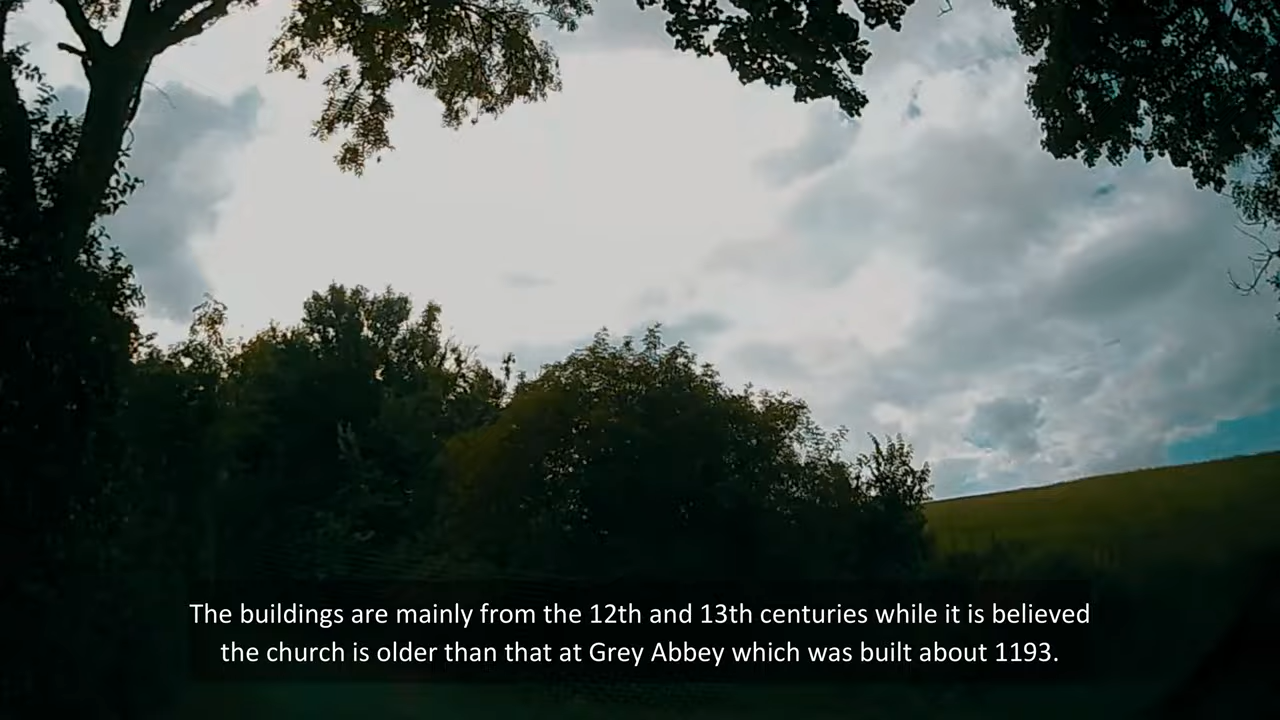 The buildings are mainly from the 12th and 13th centuries while it is believed
the church is older than that at Grey Abbey which was built about 1193.